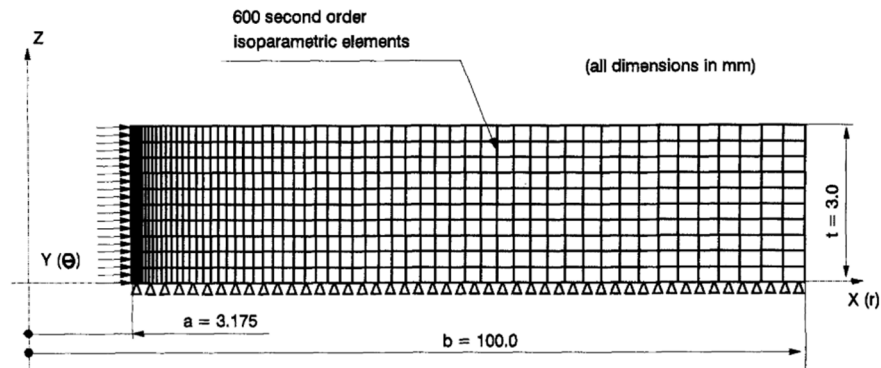 600 second order
isoparametric elements
Z
(all dimensions in mm)
t = 3.0
Y (Θ)
X (r)
a = 3.175
b = 100.0